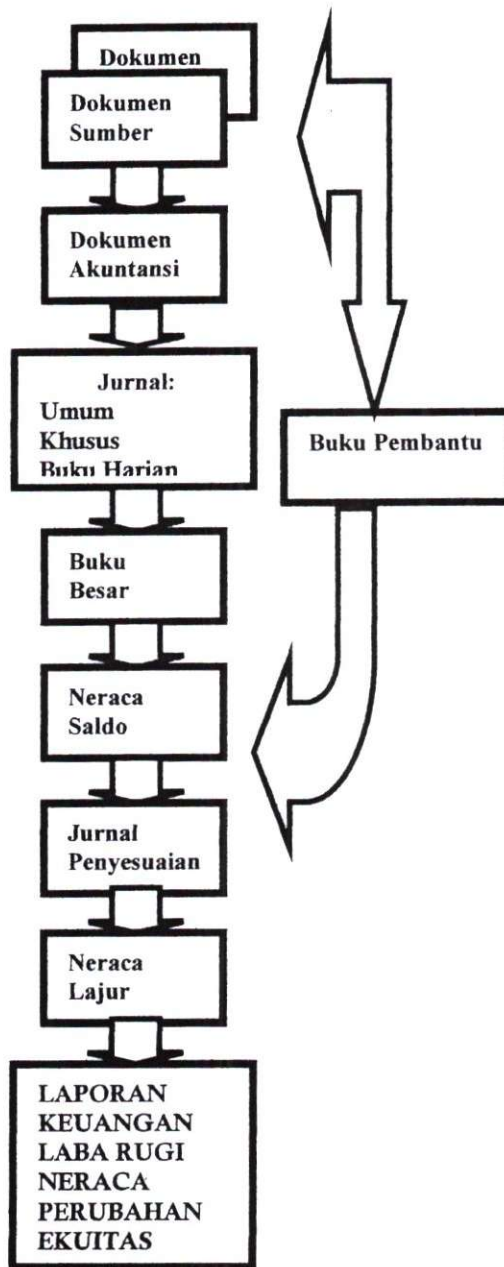 Dokumen
Dokumen
Sumber
Dokumen
Akuntansi
Jurnal:
Umum
Khusus
Buku Harian
Buku Pembantu
Buku
Besar
Neraca
Saldo
Jurnal
Penyesuaian
Neraca
Lajur
LAPORAN
KEUANGAN
LABA RUGI
NERACA
PERUBAHAN
EKUITAS